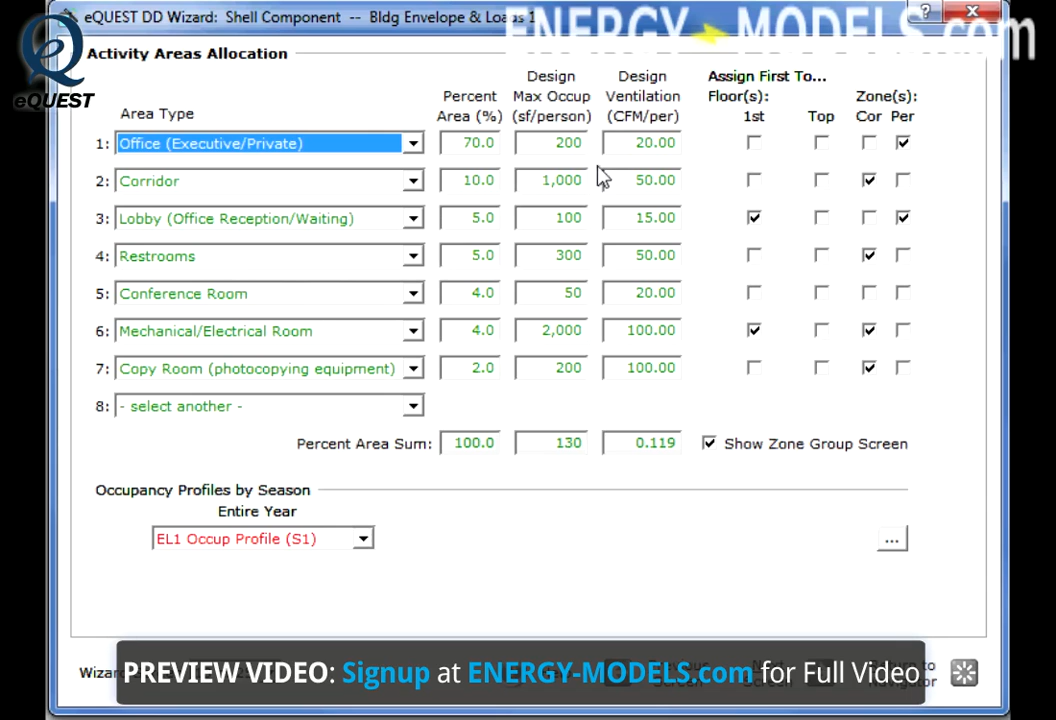 eQUEST DD Wizard: Shell Component -- Bldg Envelope & Loads 1
ENERGY-MODELS.com
eQUEST
Activity Areas Allocation
Area Type
Percent Area (%)
Design Max Occup (sf/person)
Design Ventilation (CFM/per)
Assign First To...
Floor(s): Zone(s):
1st Top Cor Per
1: Office (Executive/Private) 70.0 200 20.00
2: Corridor 10.0 1,000 50.00
3: Lobby (Office Reception/Waiting) 5.0 100 15.00
4: Restrooms 5.0 300 50.00
5: Conference Room 4.0 50 20.00
6: Mechanical/Electrical Room 4.0 2,000 100.00
7: Copy Room (photocopying equipment) 2.0 200 100.00
8: - select another -
Percent Area Sum: 100.0 130 0.119 Show Zone Group Screen
Occupancy Profiles by Season
Entire Year
EL1 Occup Profile (S1)
...
PREVIEW VIDEO: Signup at ENERGY-MODELS.com for Full Video